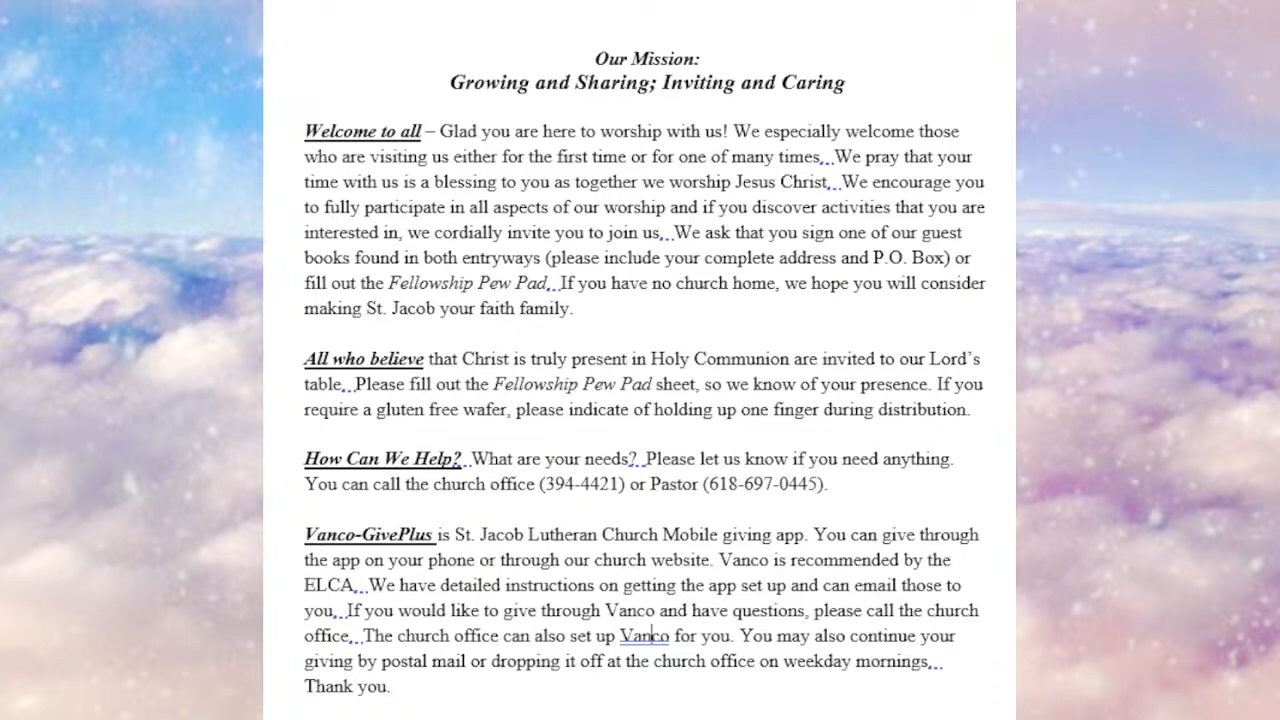 Our Mission:
Growing and Sharing; Inviting and Caring
Welcome to all – Glad you are here to worship with us! We especially welcome those
who are visiting us either for the first time or for one of many times. We pray that your
time with us is a blessing to you as together we worship Jesus Christ. We encourage you
to fully participate in all aspects of our worship and if you discover activities that you are
interested in, we cordially invite you to join us. We ask that you sign one of our guest
books found in both entryways (please include your complete address and P.O. Box) or
fill out the Fellowship Pew Pad. If you have no church home, we hope you will consider
making St. Jacob your faith family.
All who believe that Christ is truly present in Holy Communion are invited to our Lord’s
table. Please fill out the Fellowship Pew Pad sheet, so we know of your presence. If you
require a gluten free wafer, please indicate of holding up one finger during distribution.
How Can We Help? What are your needs? Please let us know if you need anything.
You can call the church office (394-4421) or Pastor (618-697-0445).
Vanco-GivePlus is St. Jacob Lutheran Church Mobile giving app. You can give through
the app on your phone or through our church website. Vanco is recommended by the
ELCA. We have detailed instructions on getting the app set up and can email those to
you. If you would like to give through Vanco and have questions, please call the church
office. The church office can also set up Vanco for you. You may also continue your
giving by postal mail or dropping it off at the church office on weekday mornings.
Thank you.